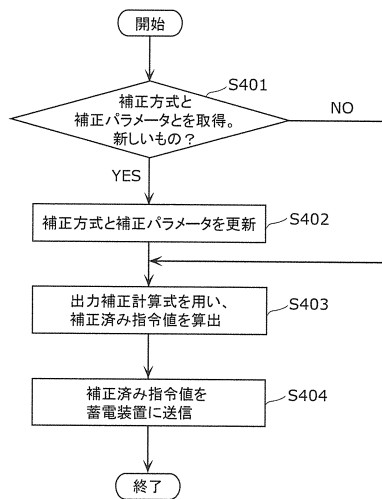 開始
S401
補正方式と
補正パラメータとを取得。
新しいもの？
NO
YES
補正方式と補正パラメータを更新
S402
出力補正計算式を用い、
補正済み指令値を算出
S403
補正済み指令値を
蓄電装置に送信
S404
終了